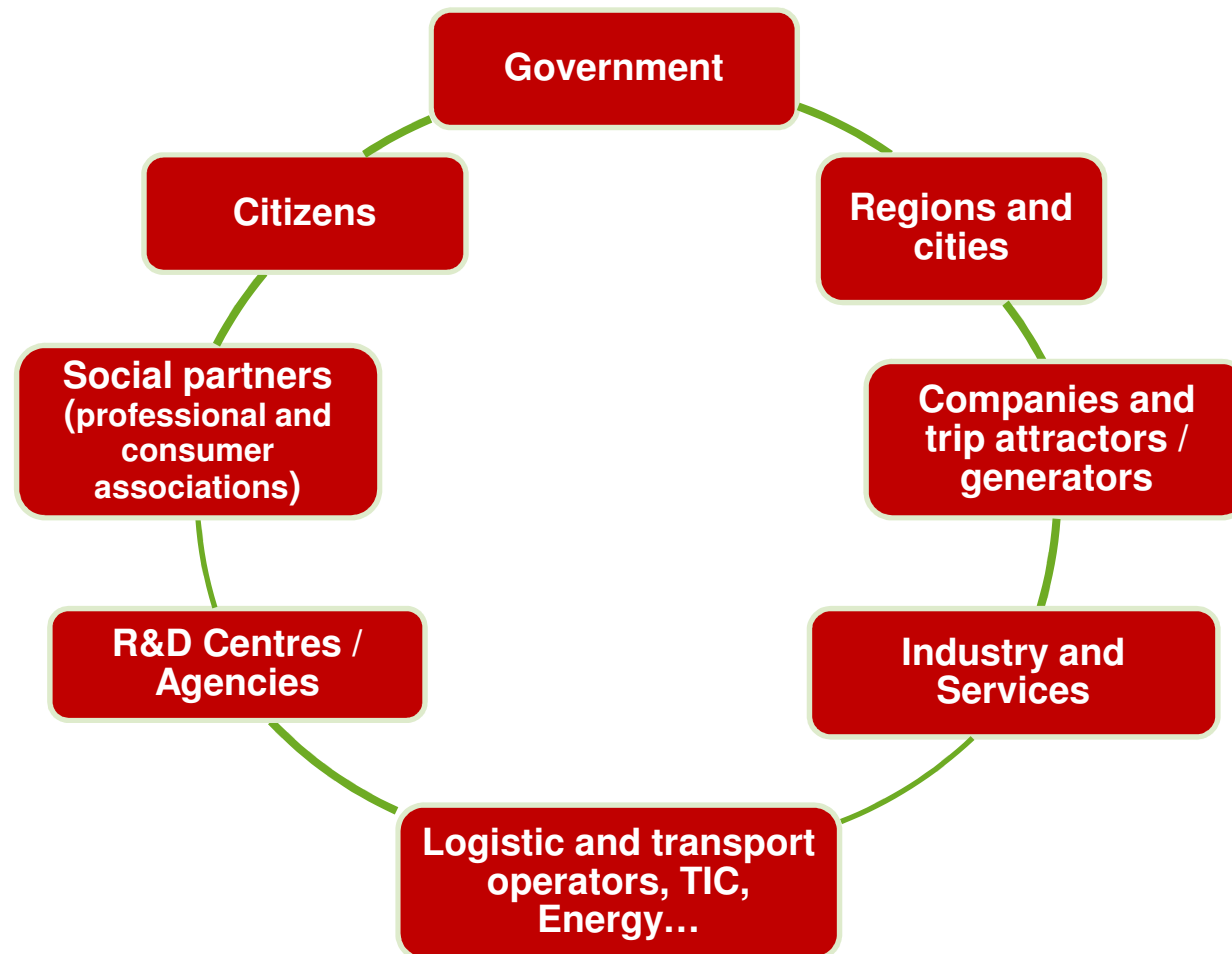 Government
Citizens
Regions and
cities
Social partners
(professional and
consumer
associations)
Companies and
trip attractors /
generators
R&D Centres /
Agencies
Industry and
Services
Logistic and transport
operators, TIC,
Energy…